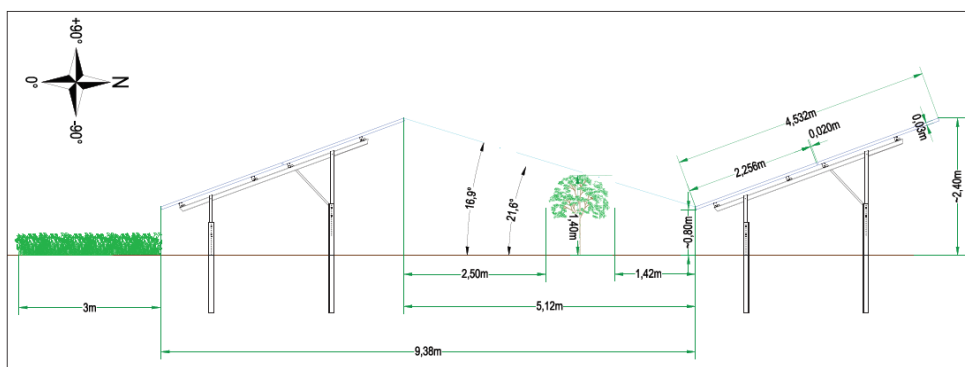 +90°
0°
N
-90°
4,532m
0,020m
0,03m
2,256m
~2,40m
16,9°
21,6°
1,40m
~0,80m
2,50m
1,42m
3m
5,12m
9,38m